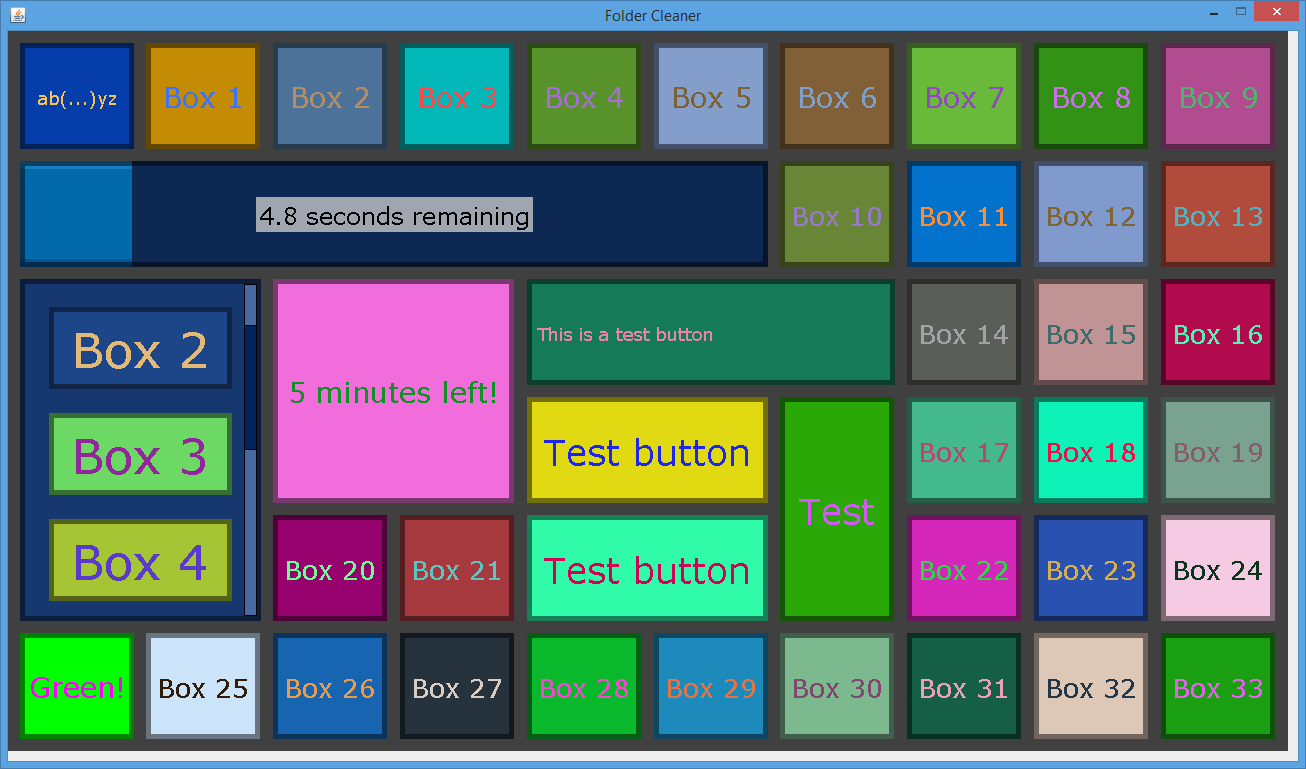 Folder Cleaner
ab(...)yz
Box 1
Box 2
Box 3
Box 4
Box 5
Box 6
Box 7
Box 8
Box 9
4.8 seconds remaining
Box 10
Box 11
Box 12
Box 13
Box 2
Box 3
Box 4
5 minutes left!
This is a test button
Box 14
Box 15
Box 16
Test button
Test
Box 17
Box 18
Box 19
Box 20
Box 21
Test button
Box 22
Box 23
Box 24
Green!
Box 25
Box 26
Box 27
Box 28
Box 29
Box 30
Box 31
Box 32
Box 33